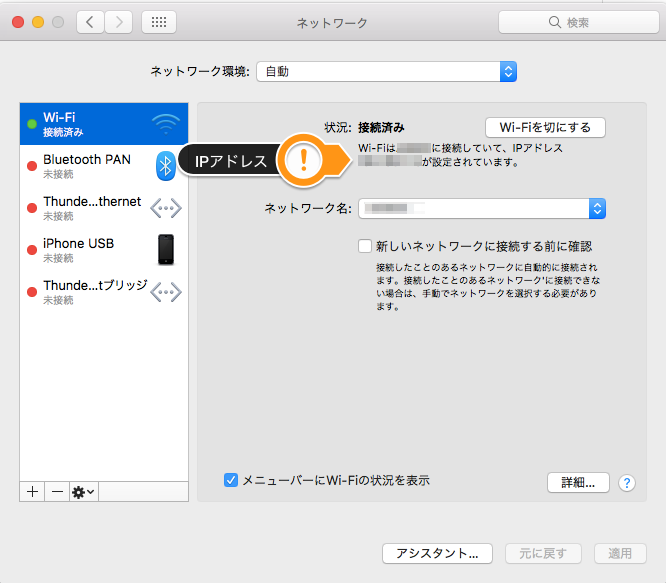 ネットワーク
検索
ネットワーク環境: 自動
Wi-Fi
接続済み
Bluetooth PAN
未接続
Thunde...thernet
未接続
iPhone USB
未接続
Thunde...tブリッジ
未接続
IPアドレス
状況: 接続済み
Wi-Fiを切にする
Wi-Fiは に接続していて、IPアドレス
が設定されています。
ネットワーク名:
新しいネットワークに接続する前に確認
接続したことのあるネットワークに自動的に接続され
ます。接続したことのあるネットワーク'に接続できな
い場合は、手動でネットワークを選択する必要があり
ます。
メニューバーにWi-Fiの状況を表示
詳細...
?
アシスタント...
元に戻す
適用